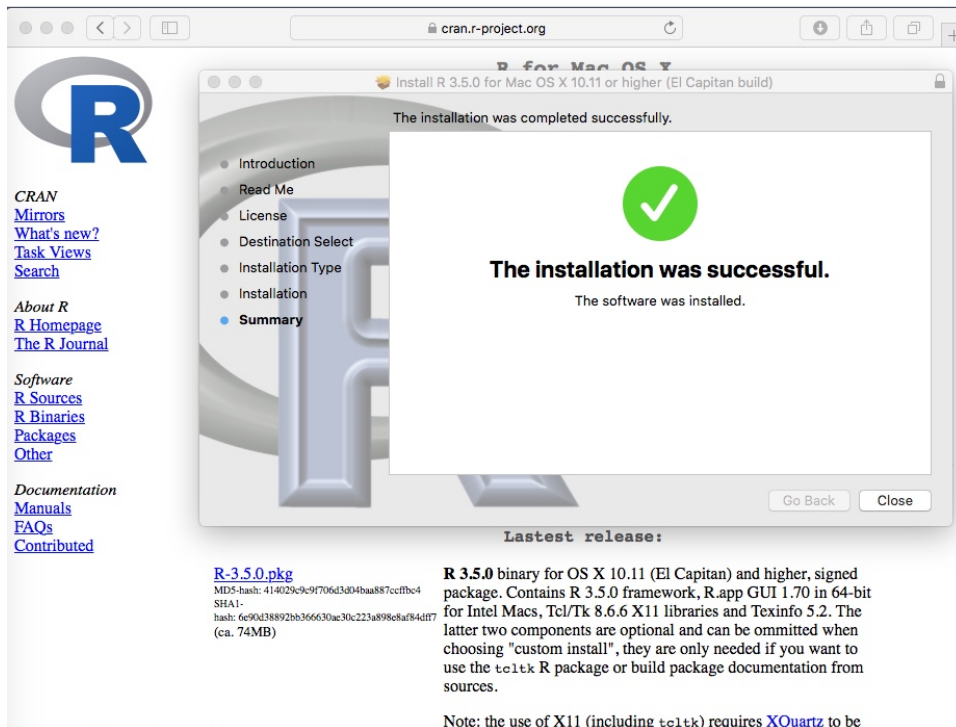 cran.r-project.org
R for Mac OS X
Install R 3.5.0 for Mac OS X 10.11 or higher (El Capitan build)
The installation was completed successfully.
Introduction
Read Me
License
Destination Select
Installation Type
Installation
Summary
The installation was successful.
The software was installed.
Go Back
Close
R
CRAN
Mirrors
What's new?
Task Views
Search
About R
R Homepage
The R Journal
Software
R Sources
R Binaries
Packages
Other
Documentation
Manuals
FAQs
Contributed
Lastest release:
R-3.5.0.pkg
MD5-hash: 414029c9c9f706d3d04baa887ccffbc4
SHA1-
hash: 6e90d38892bb366630ae30c223a898e8af84dff7
(ca. 74MB)
R 3.5.0 binary for OS X 10.11 (El Capitan) and higher, signed
package. Contains R 3.5.0 framework, R.app GUI 1.70 in 64-bit
for Intel Macs, Tcl/Tk 8.6.6 X11 libraries and Texinfo 5.2. The
latter two components are optional and can be ommitted when
choosing "custom install", they are only needed if you want to
use the tcltk R package or build package documentation from
sources.
Note: the use of X11 (including tcltk) requires XQuartz to be